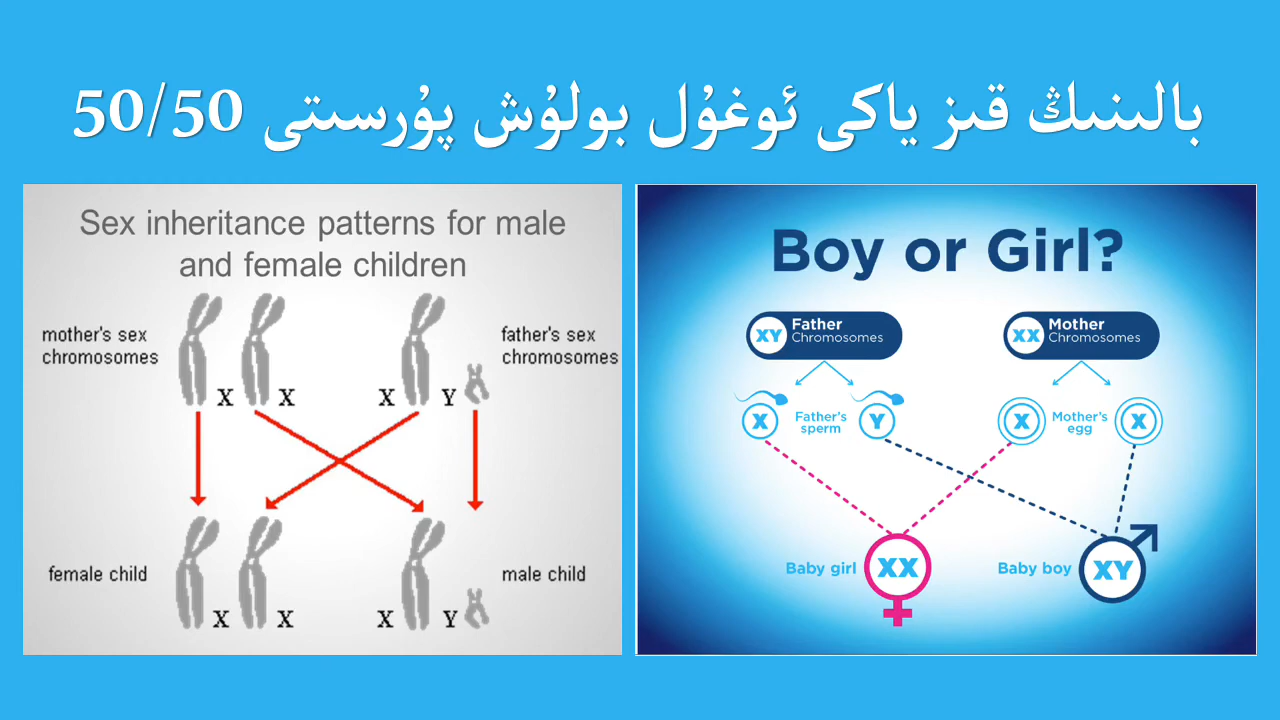 بالىنىڭ قىز ياكى ئوغۇل بولۇش پۇرسىتى 50/50
Sex inheritance patterns for male
and female children
mother's sex
chromosomes
X
X
X
Y
father's sex
chromosomes
female child
X
X
X
Y
male child
Boy or Girl?
XY Father
Chromosomes
XX Mother
Chromosomes
X
Father's
sperm
Y
X
Mother's
egg
X
Baby girl
XX
Baby boy
XY